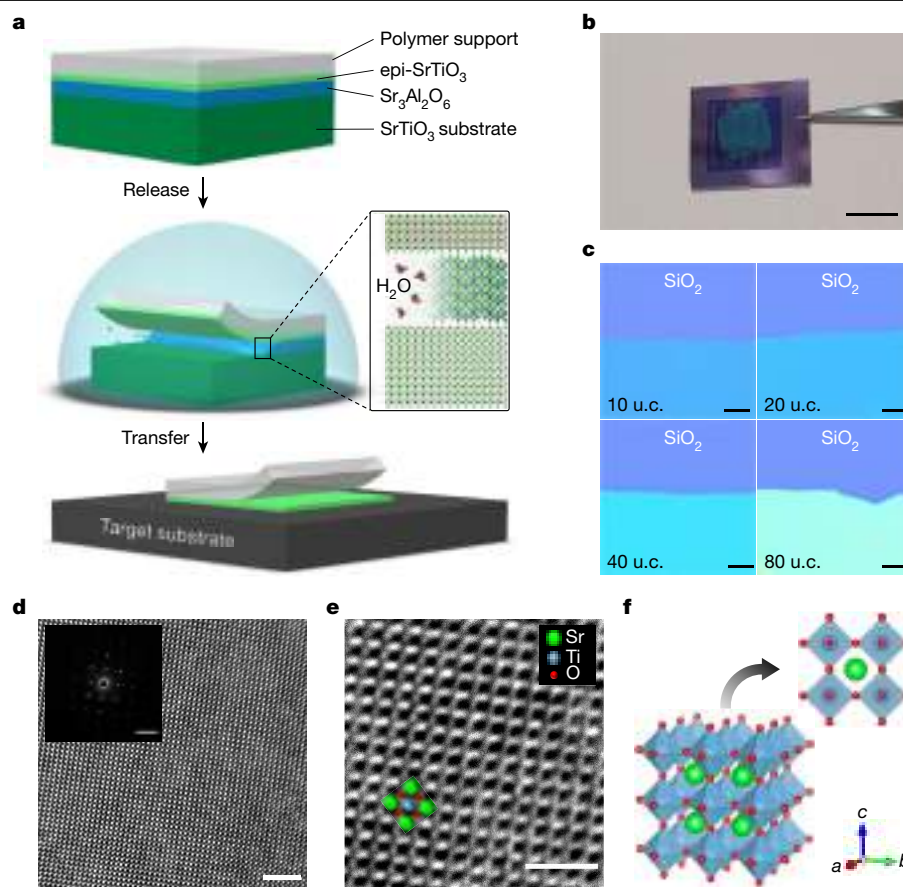 a
Polymer support
epi-SrTiO₃
Sr₃Al₂O₆
SrTiO₃ substrate
Release
H₂O
Transfer
Target substrate
b
c
SiO₂
SiO₂
10 u.c.
20 u.c.
SiO₂
SiO₂
40 u.c.
80 u.c.
d
e
Sr
Ti
O
f
c
a
b